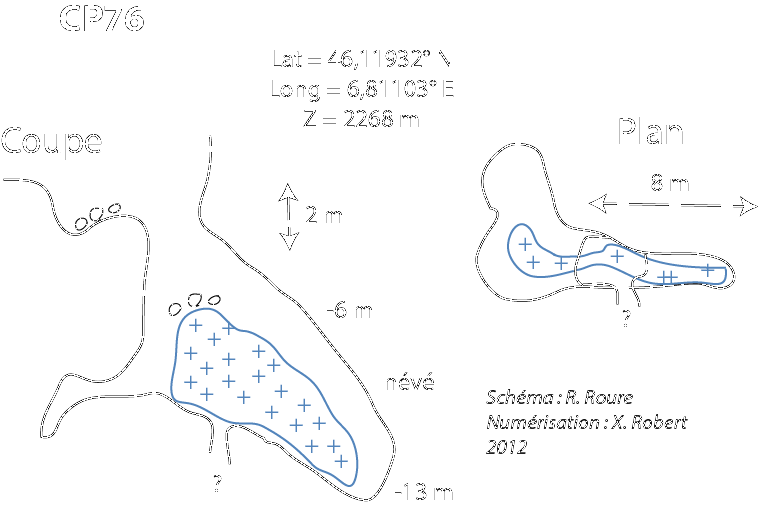 CP76
Lat = 46,11932° N
Long = 6,81103° E
Z = 2268 m
Coupe
Plan
8 m
2 m
-6 m
?
névé
Schéma : R. Roure
Numérisation : X. Robert
2012
?
-13 m